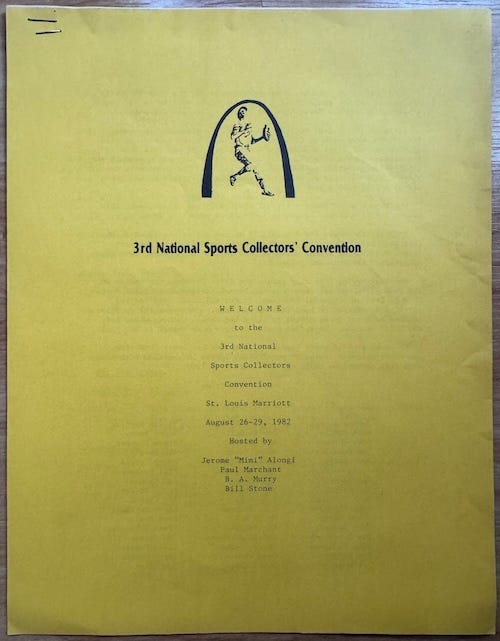 3rd National Sports Collectors' Convention
W E L C O M E
to the
3rd National
Sports Collectors
Convention
St. Louis Marriott
August 26-29, 1982
Hosted by
Jerome "Mimi" Alongi
Paul Marchant
B. A. Murry
Bill Stone